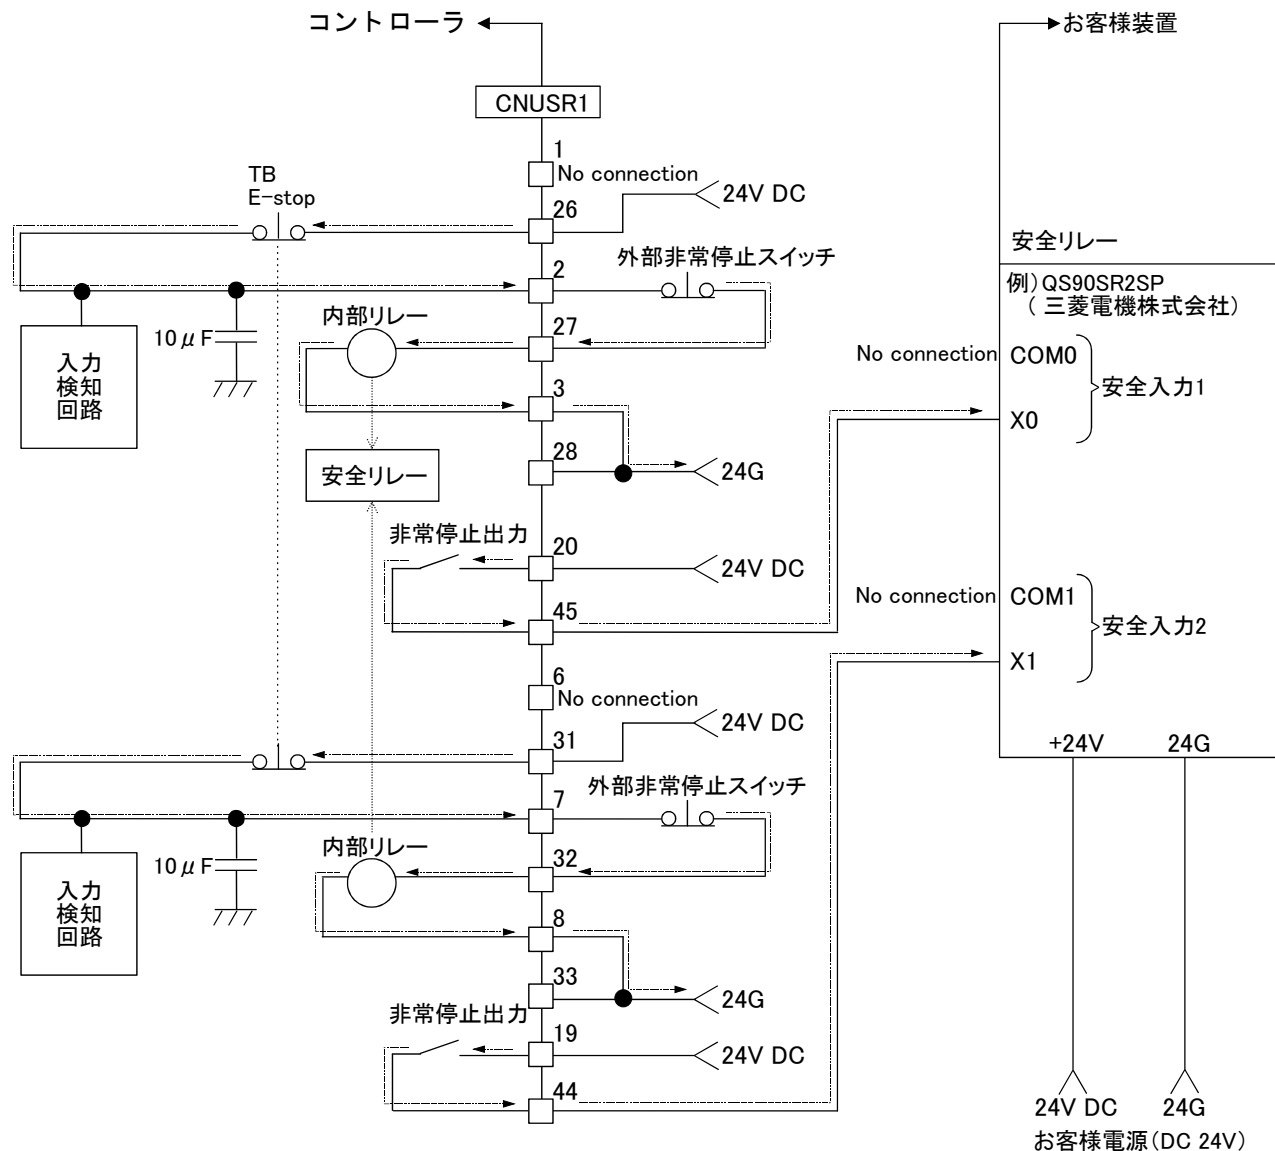 コントローラ
お客様装置
CNUSR1
1
No connection
TB
E-stop
24V DC
26
安全リレー
外部非常停止スイッチ
2
例）QS90SR2SP
（三菱電機株式会社）
内部リレー
27
10μF
入力
検知
回路
No connection
COM0
安全入力1
X0
3
28
安全リレー
24G
非常停止出力
20
24V DC
45
No connection
COM1
安全入力2
X1
6
No connection
24V DC
31
+24V
24G
外部非常停止スイッチ
7
内部リレー
32
10μF
入力
検知
回路
8
33
24G
非常停止出力
19
24V DC
44
24V DC
24G
お客様電源（DC 24V）